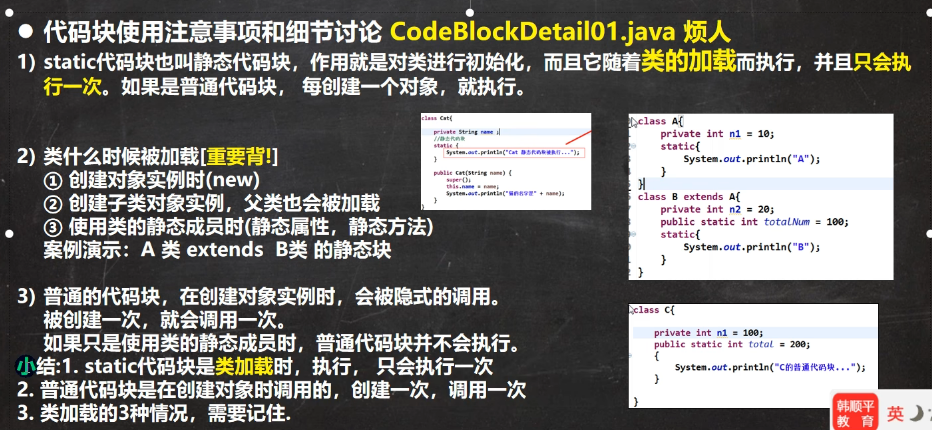 ● 代码块使用注意事项和细节讨论 CodeBlockDetail01.java 烦人
1) static代码块也叫静态代码块，作用就是对类进行初始化，而且它随着类的加载而执行，并且只会执
行一次。如果是普通代码块， 每创建一个对象，就执行。
2) 类什么时候被加载[重要背!]
① 创建对象实例时(new)
② 创建子类对象实例，父类也会被加载
③ 使用类的静态成员时(静态属性，静态方法)
案例演示：A 类 extends B类 的静态块
3) 普通的代码块，在创建对象实例时，会被隐式的调用。
被创建一次，就会调用一次。
如果只是使用类的静态成员时，普通代码块并不会执行。
小结:1. static代码块是类加载时，执行， 只会执行一次
2. 普通代码块是在创建对象时调用的，创建一次，调用一次
3. 类加载的3种情况，需要记住.
class Cat{
private String name ;
//静态代码块
static {
System.out.println("Cat 静态代码块被执行...");
}
public Cat(String name) {
super();
this.name = name;
System.out.println("猫的名字是" + name);
}
}
class A{
private int n1 = 10;
static{
System.out.println("A");
}
}
class B extends A{
private int n2 = 20;
public static int totalNum = 100;
static{
System.out.println("B");
}
}
class C{
private int n1 = 100;
public static int total = 200;
{
System.out.println("C的普通代码块...");
}
}
韩顺平
教育
英